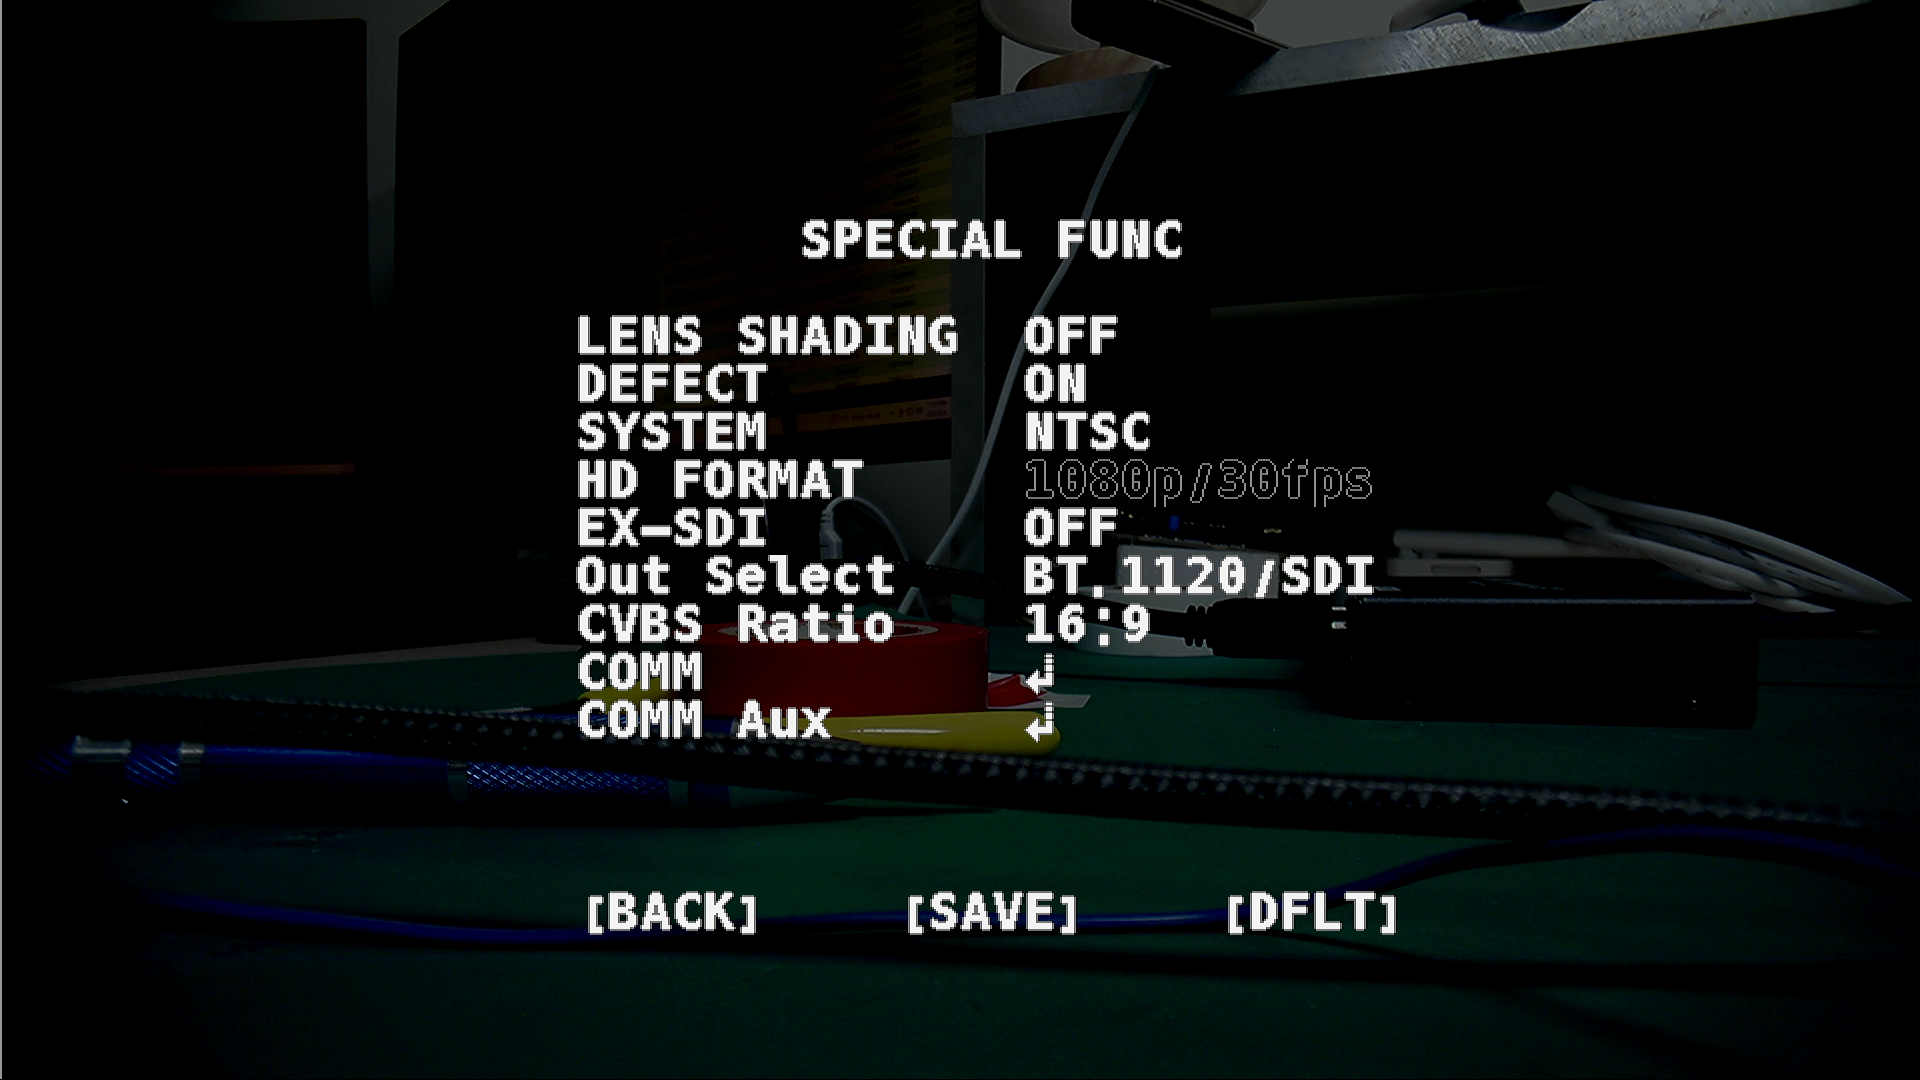 SPECIAL FUNC
LENS SHADING OFF
DEFECT ON
SYSTEM NTSC
HD FORMAT 1080p/30fps
EX-SDI OFF
Out Select BT.1120/SDI
CVBS Ratio 16:9
COMM ↲
COMM Aux ↲
[BACK] [SAVE] [DFLT]